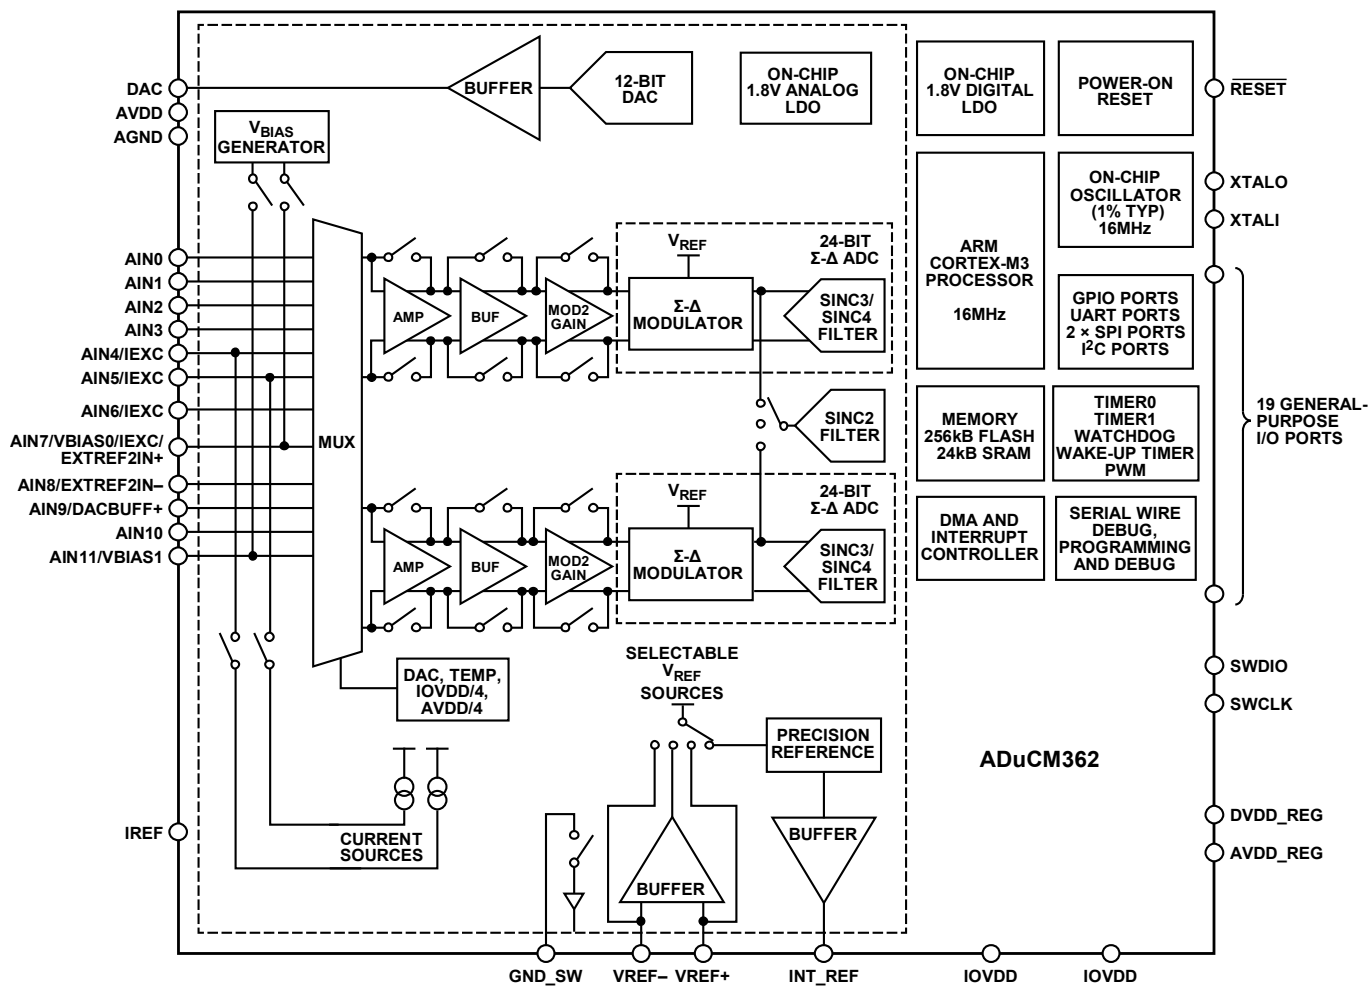 DAC
AVDD
AGND
BUFFER
12-BIT
DAC
ON-CHIP
1.8V ANALOG
LDO
ON-CHIP
1.8V DIGITAL
LDO
POWER-ON
RESET
RESET
VBIAS
GENERATOR
XTALO
XTALI
ARM
CORTEX-M3
PROCESSOR
16MHz
ON-CHIP
OSCILLATOR
(1% TYP)
16MHz
AIN0
AIN1
AIN2
AIN3
AIN4/IEXC
AIN5/IEXC
AIN6/IEXC
AIN7/VBIAS0/IEXC/
EXTREF2IN+
AIN8/EXTREF2IN–
AIN9/DACBUFF+
AIN10
AIN11/VBIAS1
MUX
AMP
BUF
MOD2
GAIN
VREF
24-BIT
Σ-Δ ADC
Σ-Δ
MODULATOR
SINC3/
SINC4
FILTER
GPIO PORTS
UART PORTS
2 × SPI PORTS
I2C PORTS
SINC2
FILTER
MEMORY
256kB FLASH
24kB SRAM
TIMER0
TIMER1
WATCHDOG
WAKE-UP TIMER
PWM
19 GENERAL-
PURPOSE
I/O PORTS
AMP
BUF
MOD2
GAIN
VREF
24-BIT
Σ-Δ ADC
Σ-Δ
MODULATOR
SINC3/
SINC4
FILTER
DMA AND
INTERRUPT
CONTROLLER
SERIAL WIRE
DEBUG,
PROGRAMMING
AND DEBUG
DAC, TEMP,
IOVDD/4,
AVDD/4
SELECTABLE
VREF
SOURCES
PRECISION
REFERENCE
SWDIO
SWCLK
ADuCM362
IREF
CURRENT
SOURCES
BUFFER
BUFFER
DVDD_REG
AVDD_REG
GND_SW
VREF–
VREF+
INT_REF
IOVDD
IOVDD